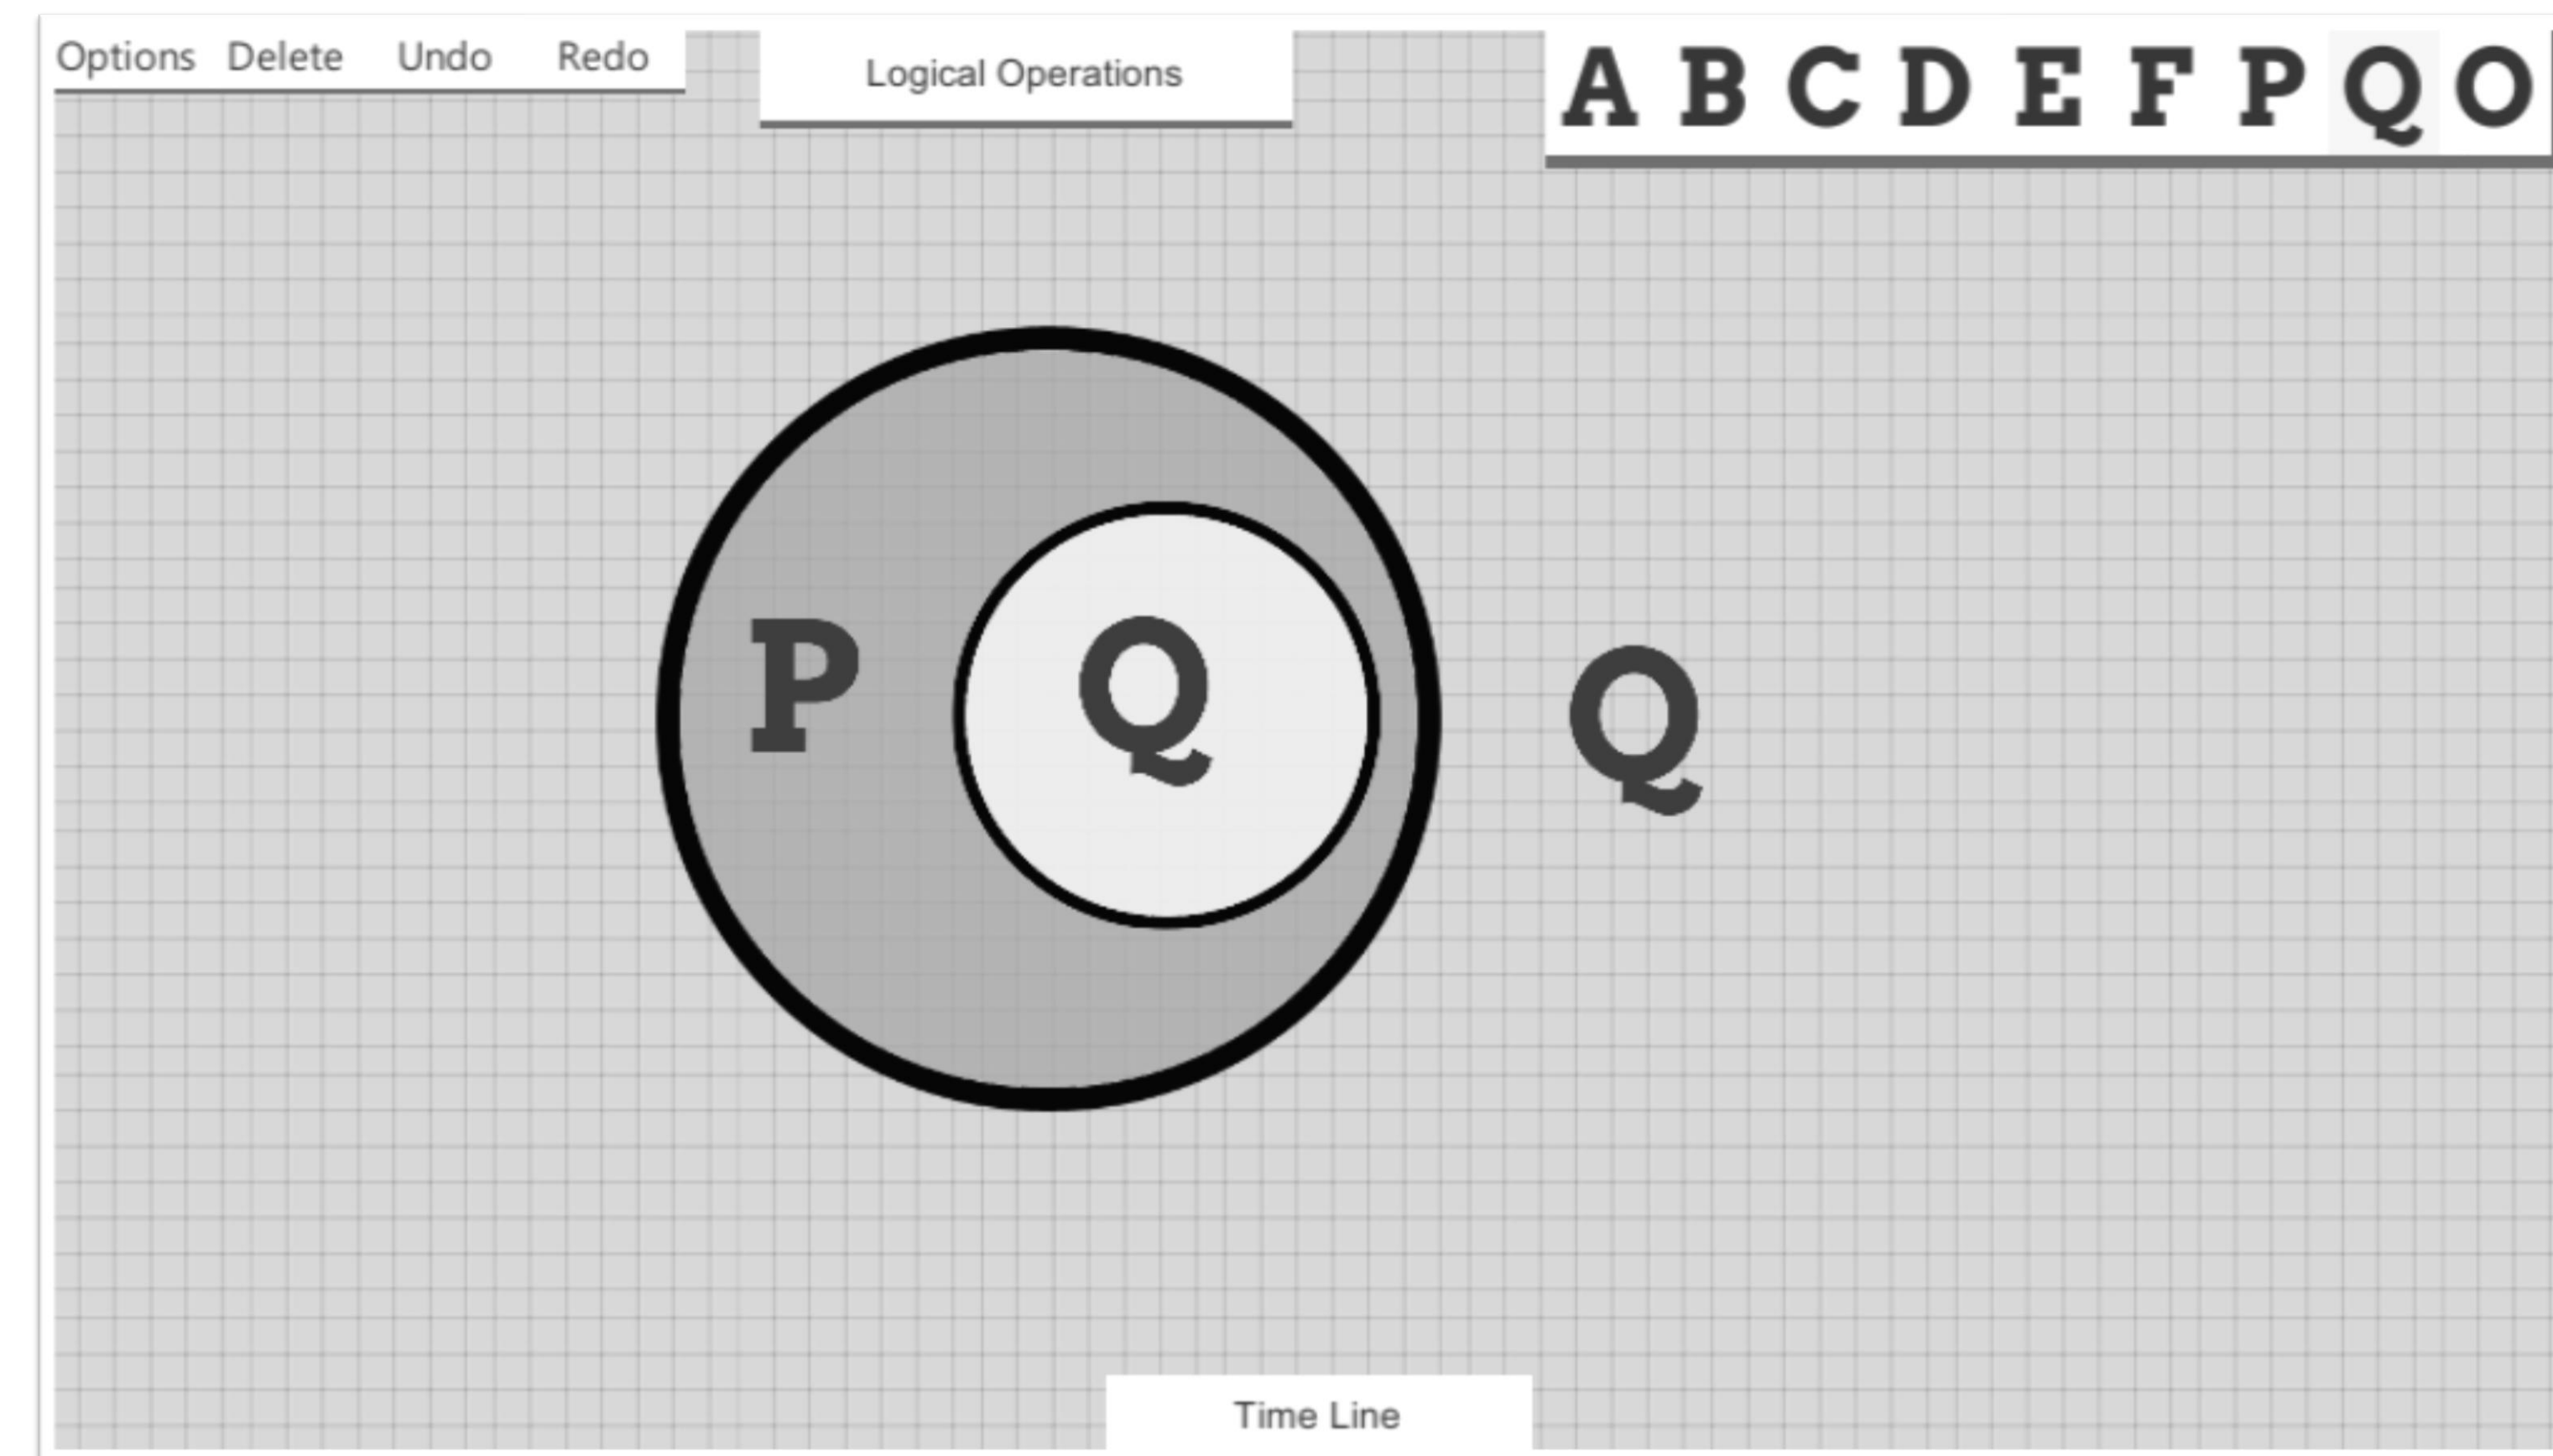 Options Delete Undo Redo
Logical Operations
A B C D E F P Q O
P Q Q
Time Line